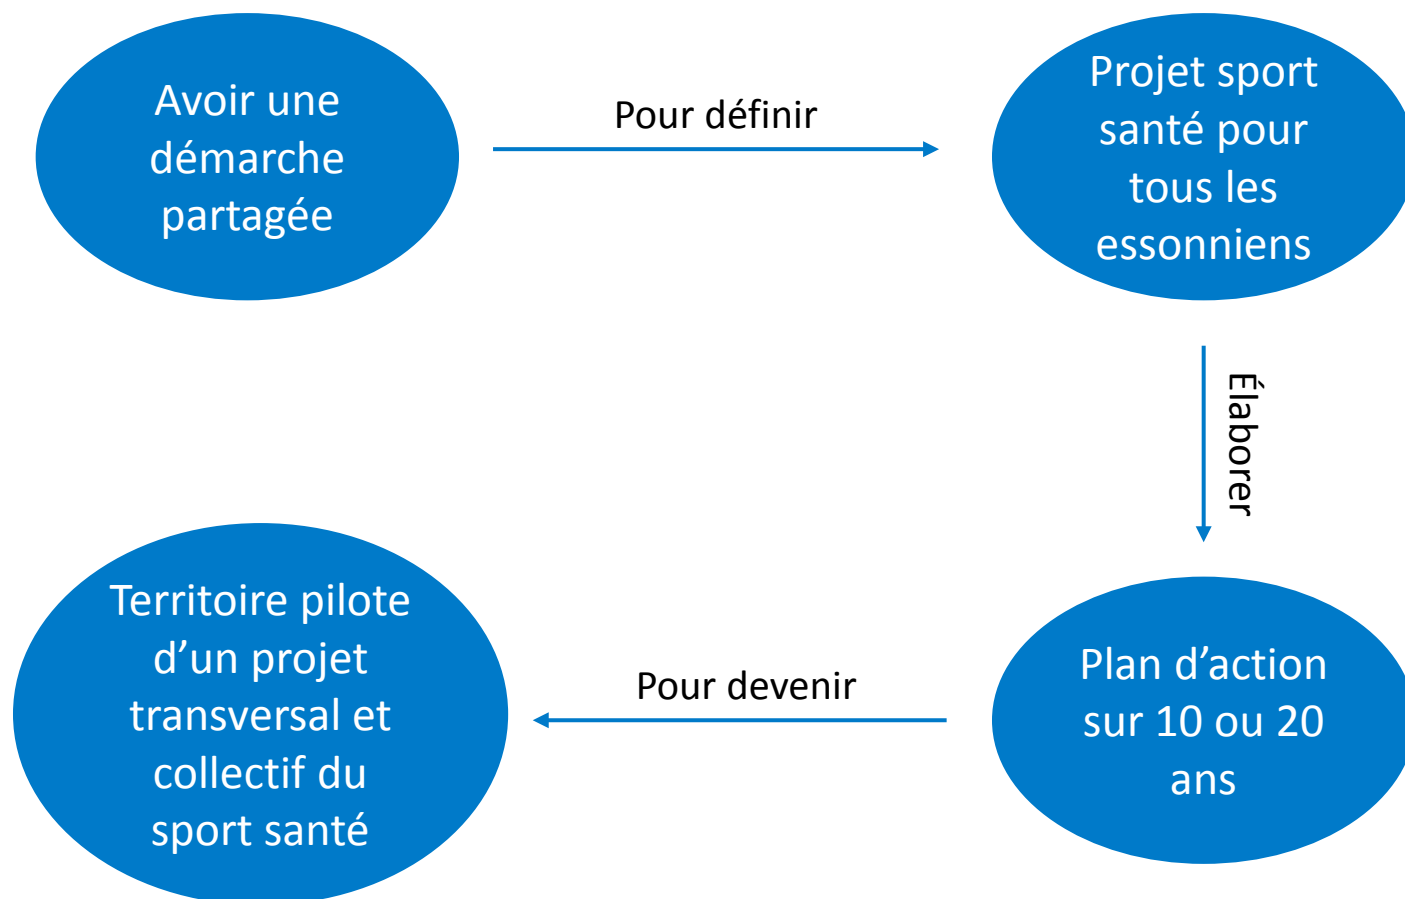 Avoir une
démarche
partagée
Pour définir
Projet sport
santé pour
tous les
essonniens
Élaborer
Plan d’action
sur 10 ou 20
ans
Pour devenir
Territoire pilote
d’un projet
transversal et
collectif du
sport santé